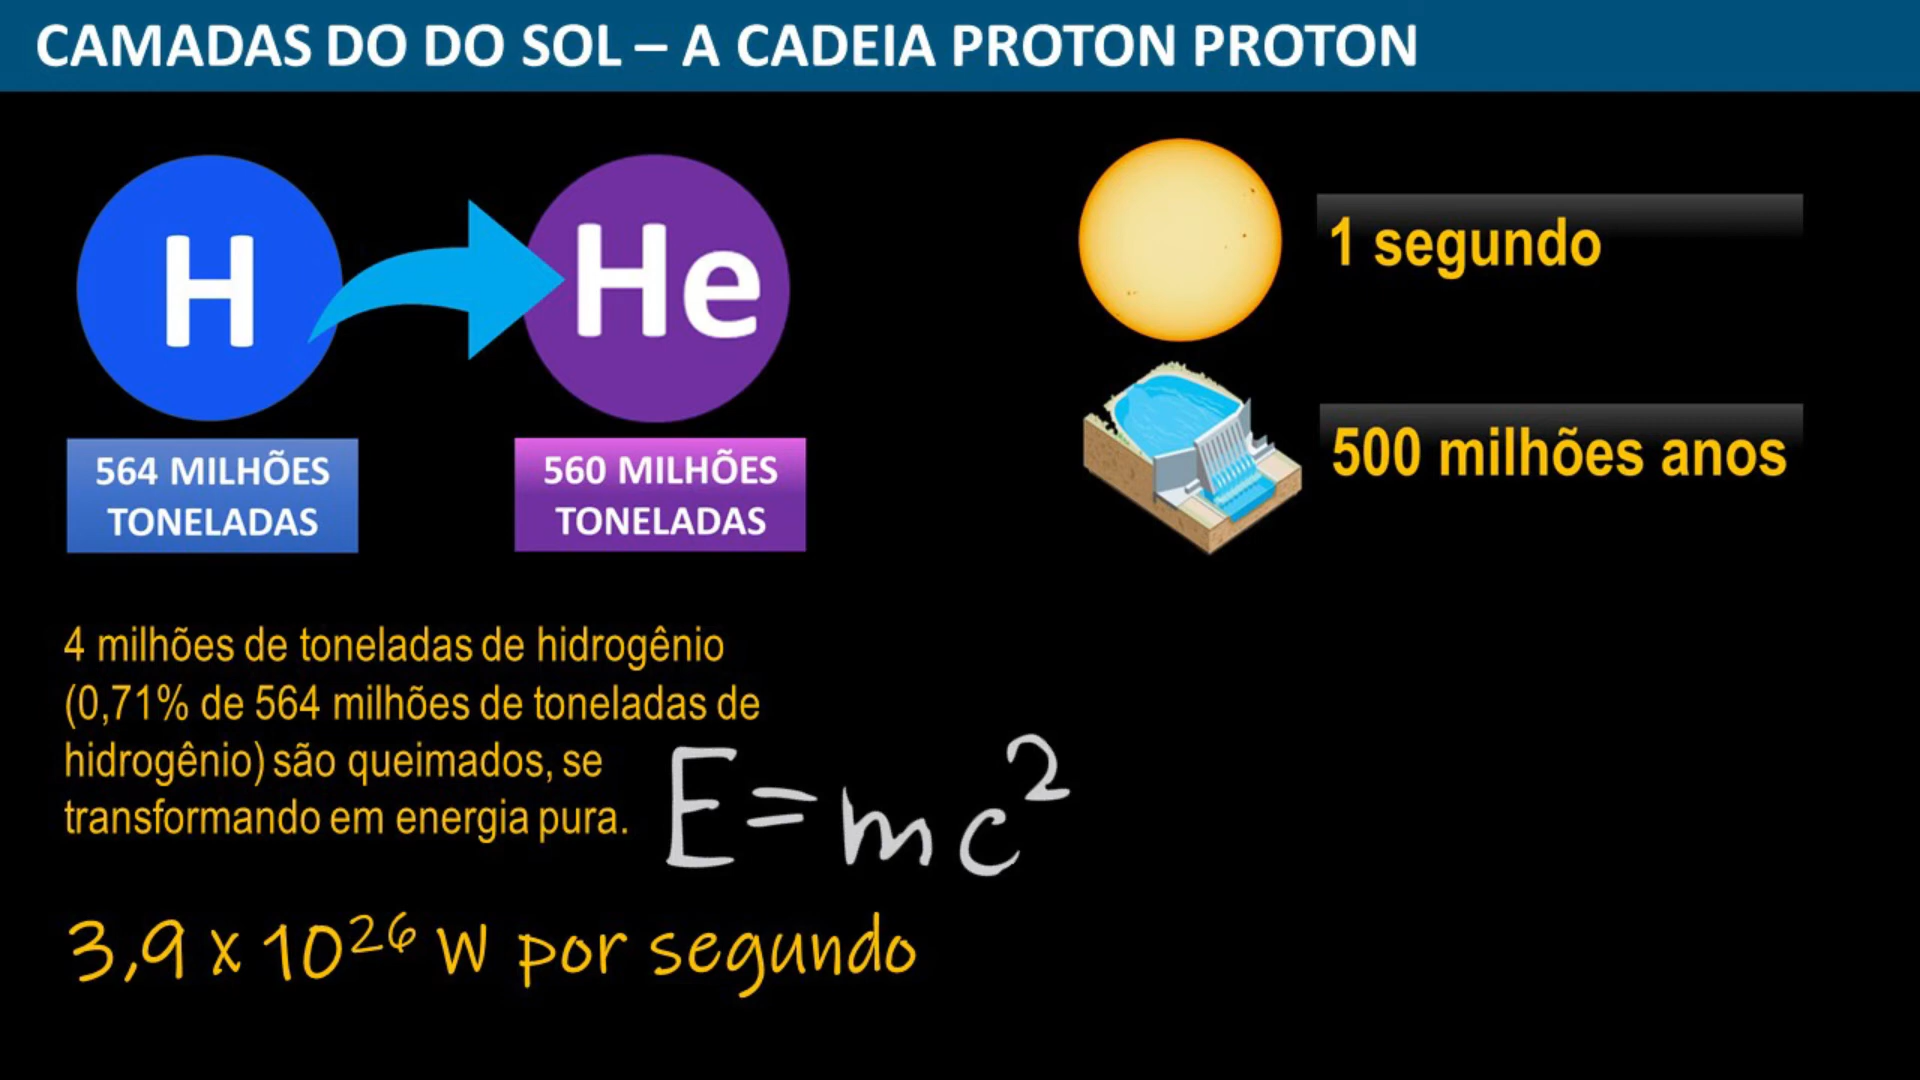 CAMADAS DO DO SOL – A CADEIA PROTON PROTON
H
He
564 MILHÕES
TONELADAS
560 MILHÕES
TONELADAS
1 segundo
500 milhões anos
4 milhões de toneladas de hidrogênio
(0,71% de 564 milhões de toneladas de
hidrogênio) são queimados, se
transformando em energia pura.
E=mc²
3,9 x 10²⁶ W por segundo